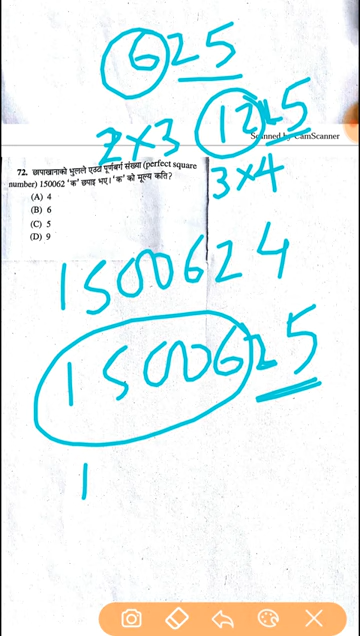 625
2×3 1225
Scanned by CamScanner
3×4
72. छापाखानाको भुलले एउटा पूर्णवर्ग संख्या (perfect square
number) 150062 'क' छपाइ भए। 'क' को मूल्य कति?
(A) 4
(B) 6
(C) 5
(D) 9
1500624
1500625
1